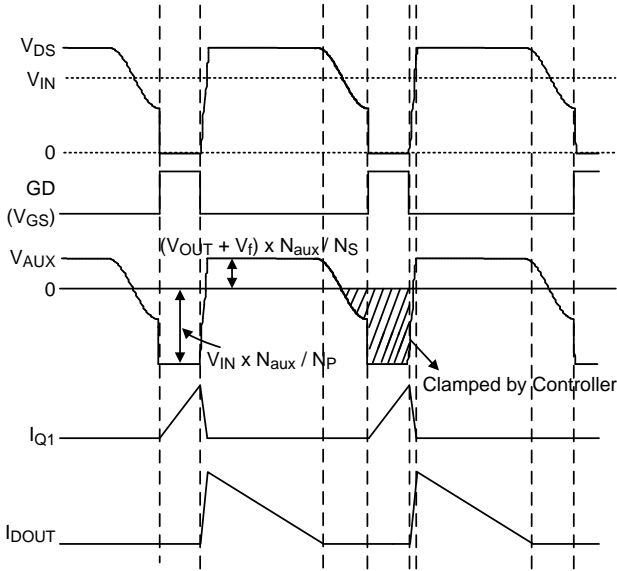 VDS
VIN
0
GD
(VGS)
(VOUT + Vf) x Naux / NS
VAUX
0
VIN x Naux / NP
Clamped by Controller
IQ1
IDOUT